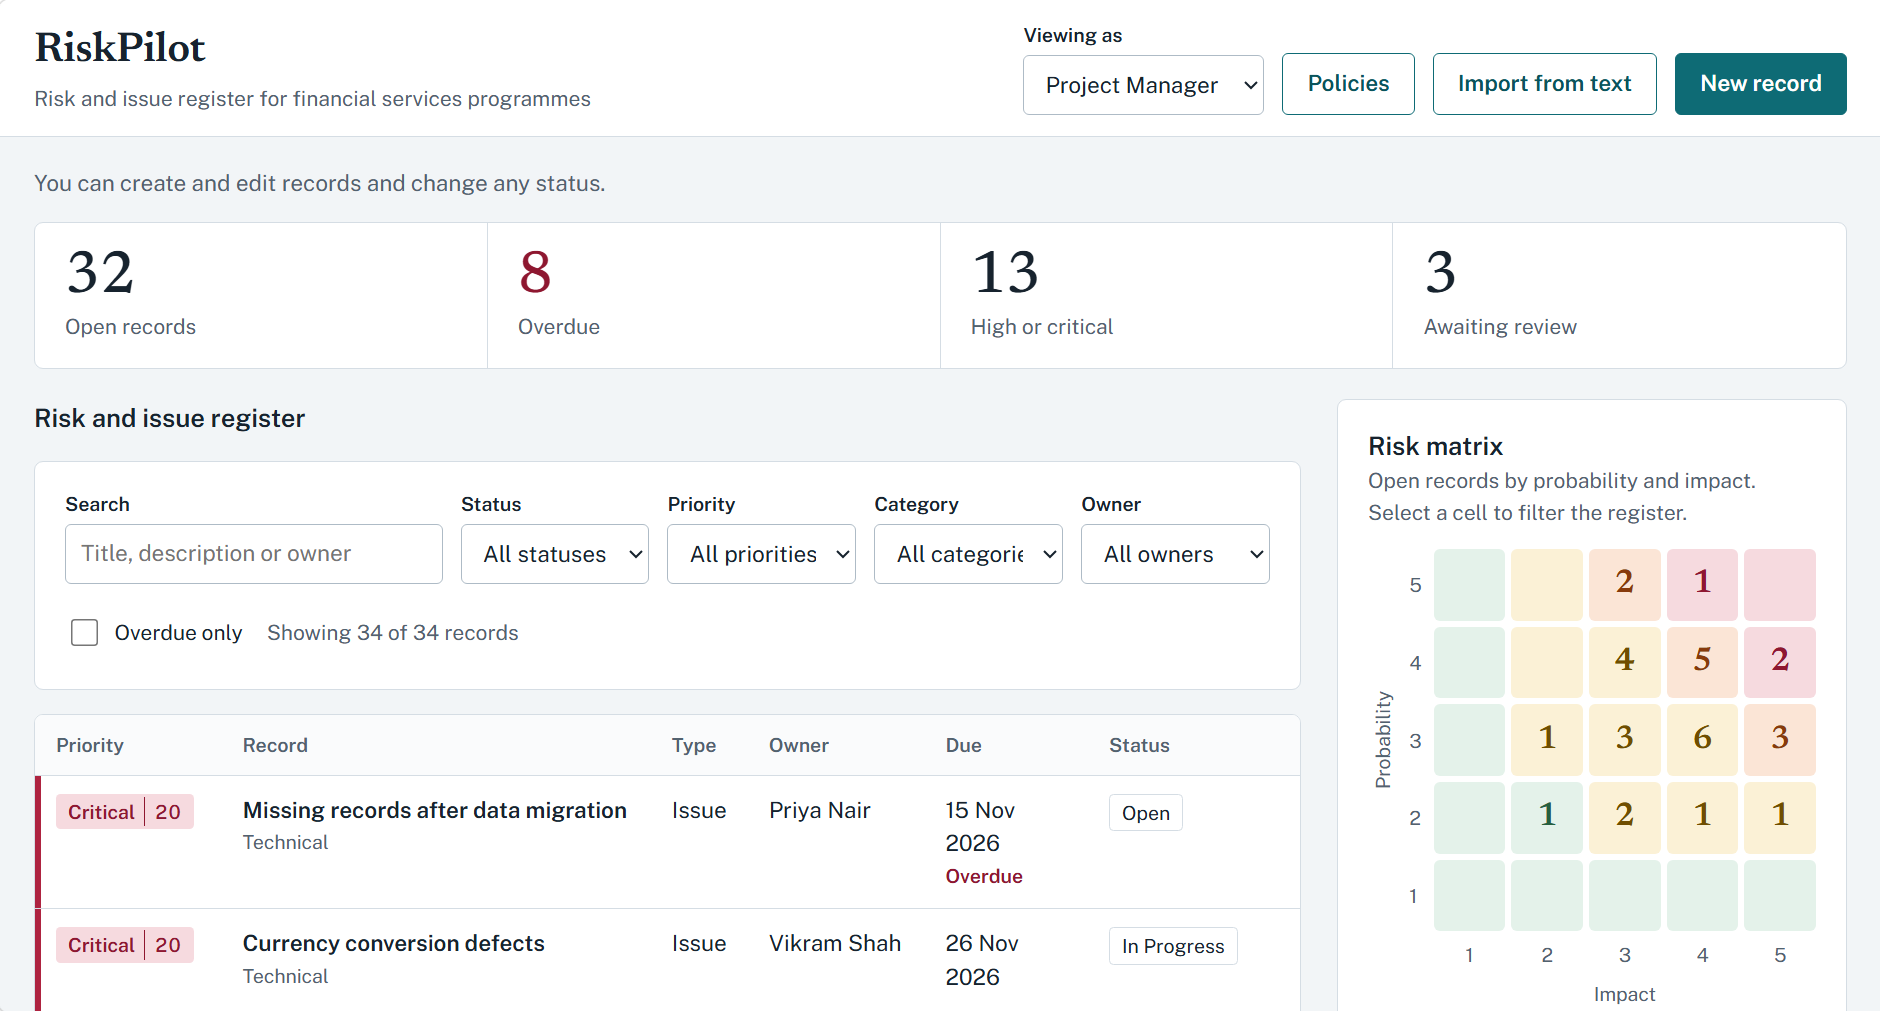 RiskPilot
Risk and issue register for financial services programmes
Viewing as
Project Manager
Policies
Import from text
New record
You can create and edit records and change any status.
32
Open records
8
Overdue
13
High or critical
3
Awaiting review
Risk and issue register
Search
Title, description or owner
Status
All statuses
Priority
All priorities
Category
All categorie
Owner
All owners
Overdue only
Showing 34 of 34 records
Priority Record Type Owner Due Status
Critical 20 Missing records after data migration Issue Priya Nair 15 Nov 2026 Open
Technical
Overdue
Critical 20 Currency conversion defects Issue Vikram Shah 26 Nov 2026 In Progress
Technical
Risk matrix
Open records by probability and impact.
Select a cell to filter the register.
Probability
5 2 1
4 4 5 2
3 1 3 6 3
2 1 2 1 1
1
1 2 3 4 5
Impact